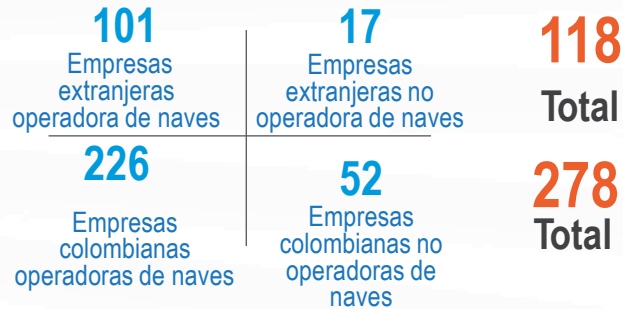 101
Empresas
extranjeras
operadora de naves
17
Empresas
extranjeras no
operadora de naves
118
Total
226
Empresas
colombianas
operadoras de naves
52
Empresas
colombianas no
operadoras de
naves
278
Total